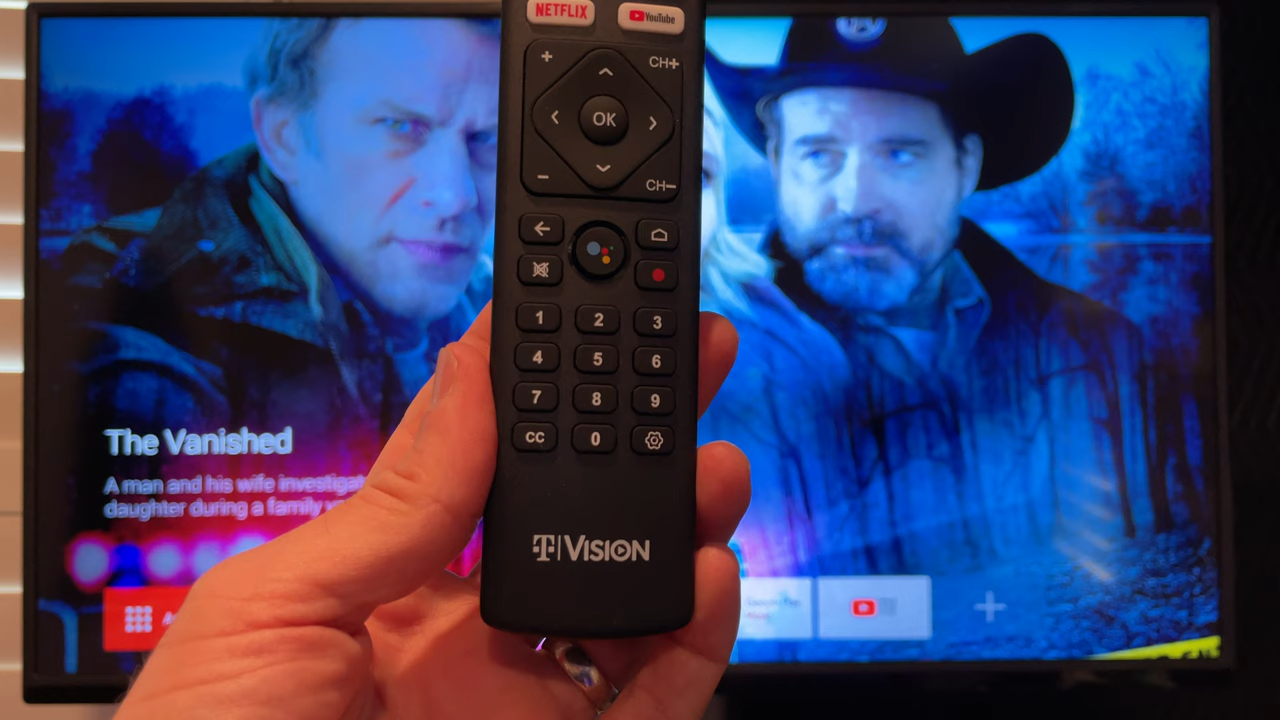 NETFLIX
YouTube
+ CH+
OK
− CH−
1 2 3
4 5 6
7 8 9
CC 0
T|VISION
The Vanished
A man and his wife investigat
daughter during a family